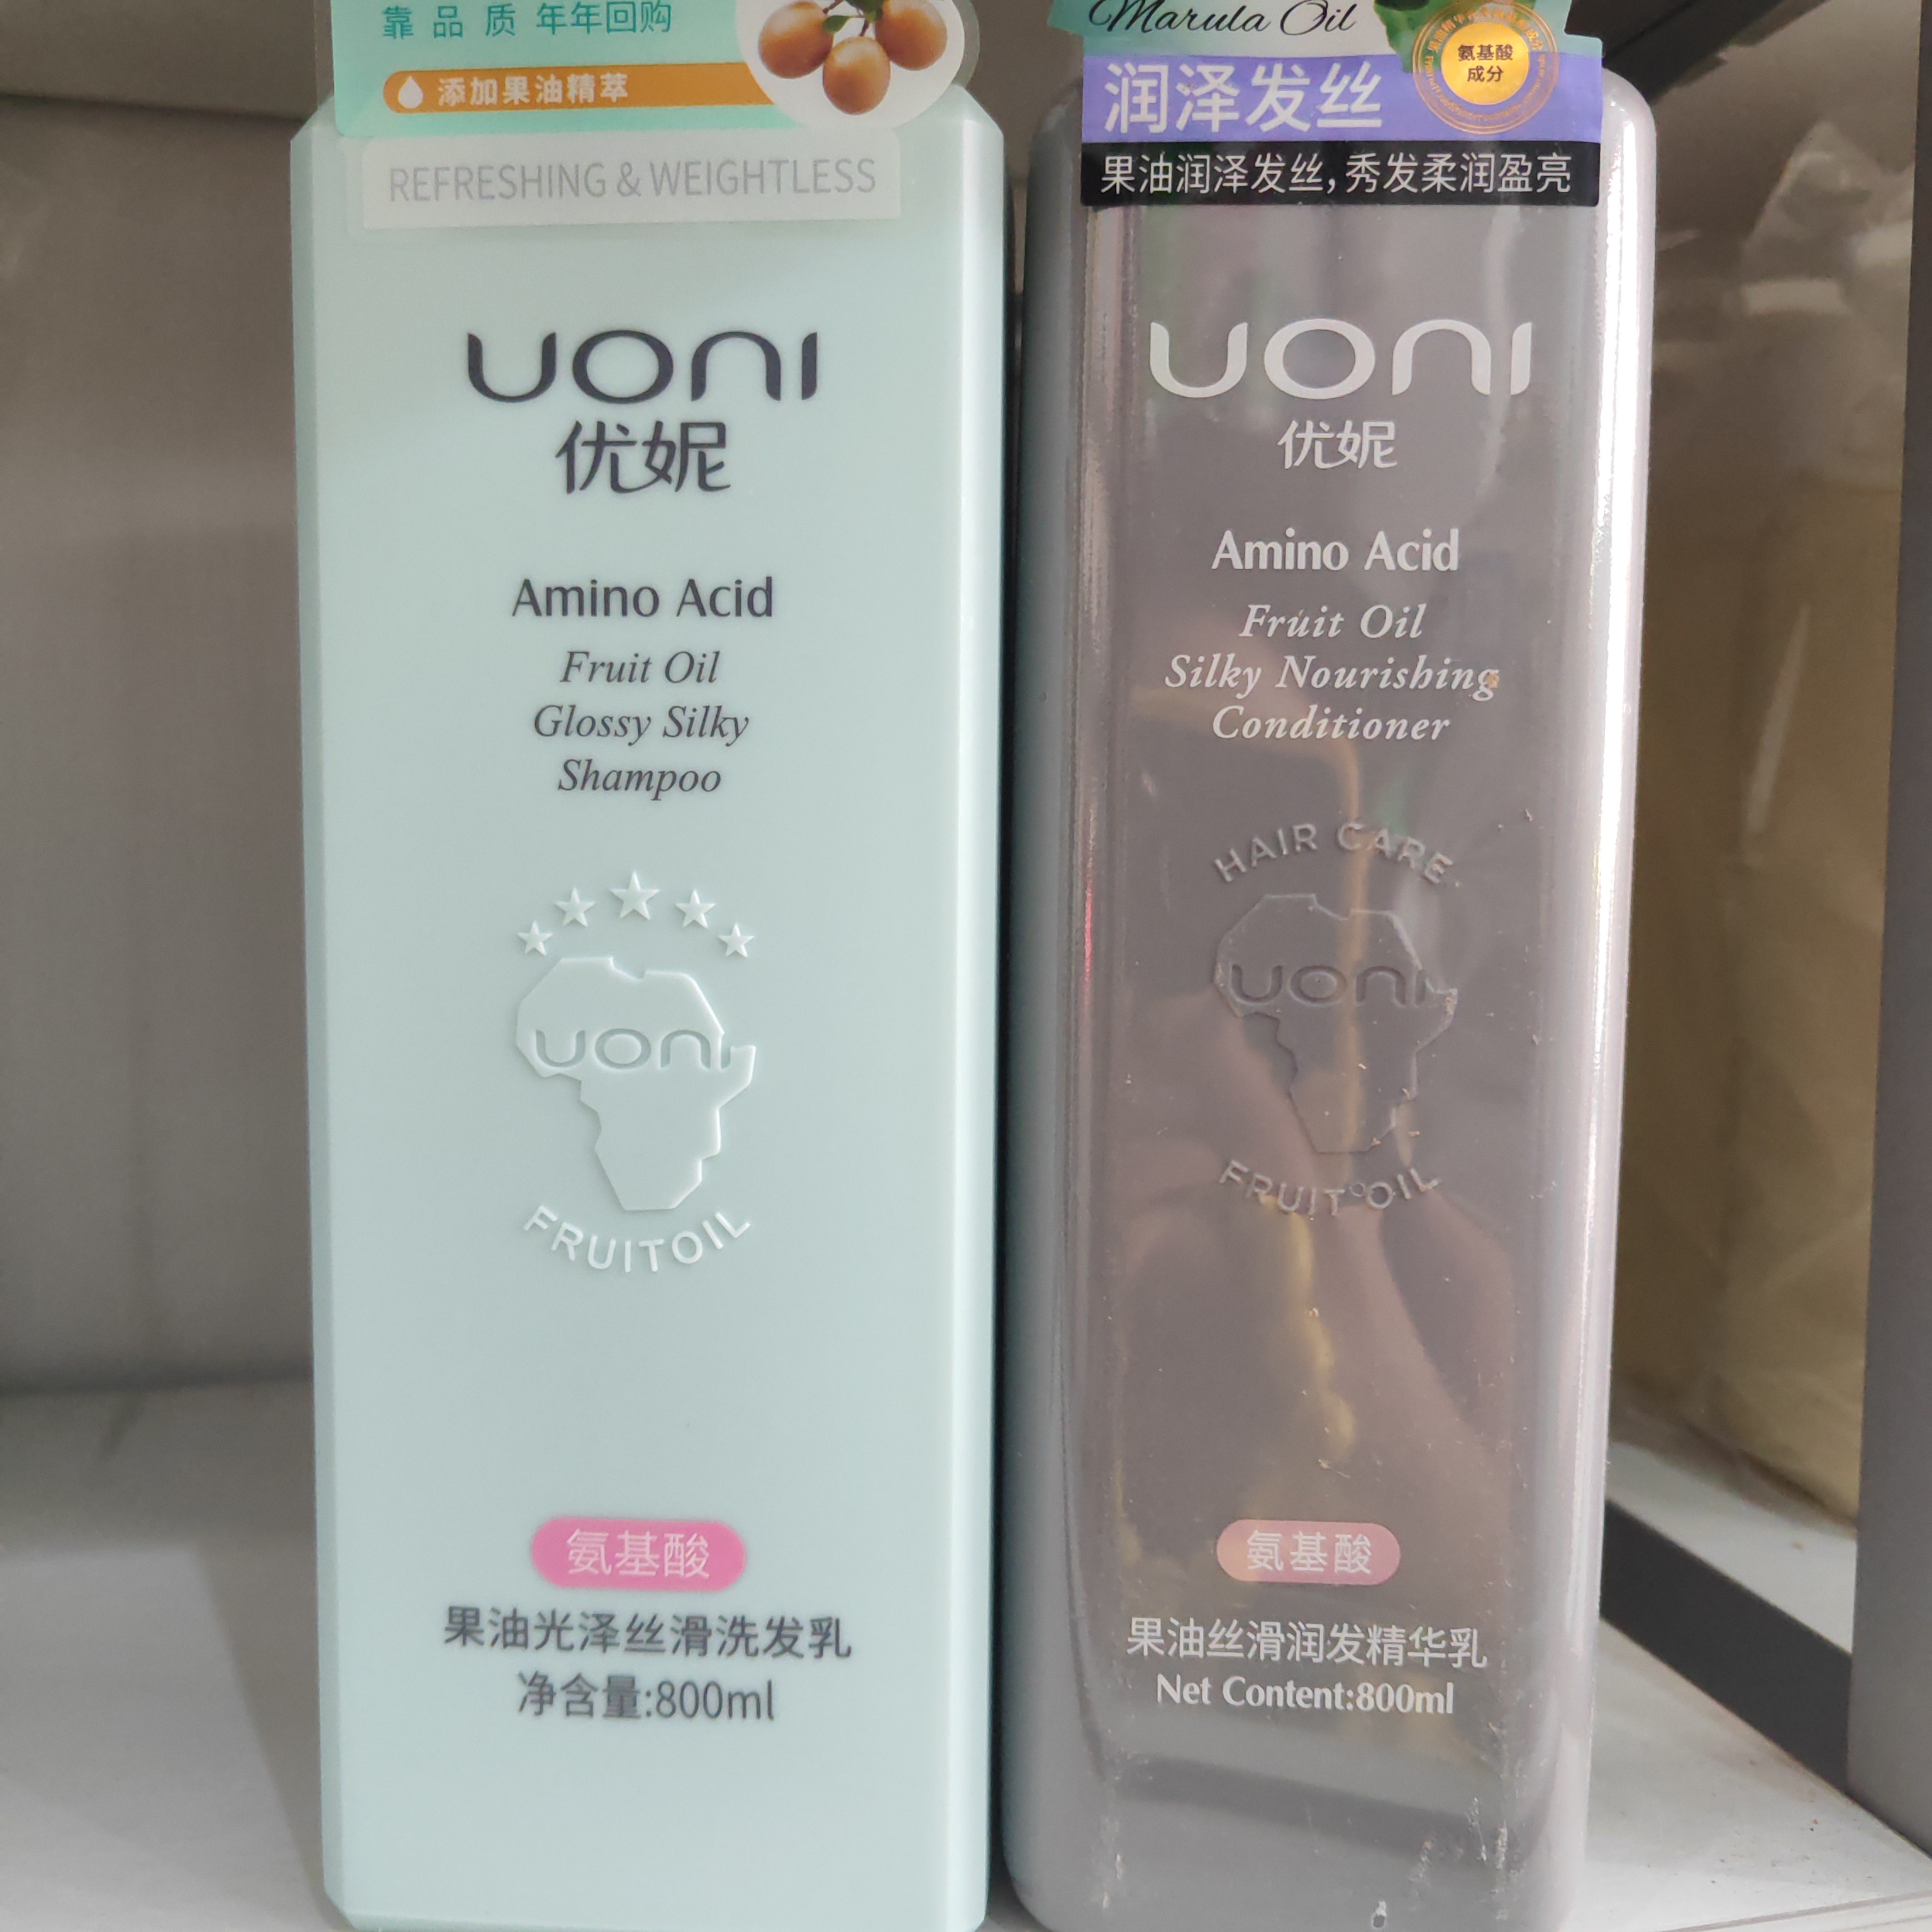 靠品质 年年回购
添加果油精萃
REFRESHING & WEIGHTLESS
UONI
优妮
Amino Acid
Fruit Oil
Glossy Silky
Shampoo
UONI
FRUITOIL
氨基酸
果油光泽丝滑洗发乳
净含量:800ml
Marula Oil
氨基酸
成分
润泽发丝
果油润泽发丝,秀发柔润盈亮
UONI
优妮
Amino Acid
Fruit Oil
Silky Nourishing
Conditioner
HAIR CARE
UONI
FRUIT OIL
氨基酸
果油丝滑润发精华乳
Net Content:800ml